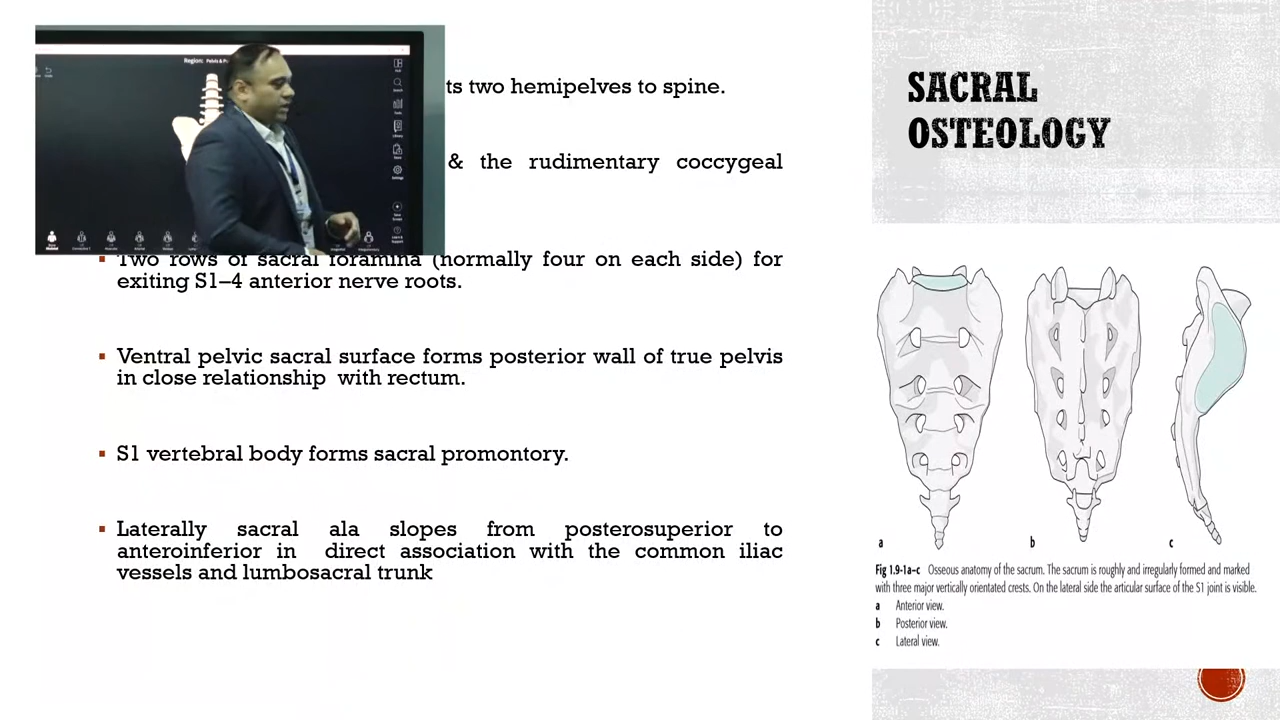 Region: Pelvis & P
ts two hemipelves to spine.
& the rudimentary coccygeal
Two rows of sacral foramina (normally four on each side) for
exiting S1–4 anterior nerve roots.
Ventral pelvic sacral surface forms posterior wall of true pelvis
in close relationship with rectum.
S1 vertebral body forms sacral promontory.
Laterally sacral ala slopes from posterosuperior to
anteroinferior in direct association with the common iliac
vessels and lumbosacral trunk
SACRAL
OSTEOLOGY
a b c
Fig 1.9-1a–c Osseous anatomy of the sacrum. The sacrum is roughly and irregularly formed and marked
with three major vertically orientated crests. On the lateral side the articular surface of the S1 joint is visible.
a Anterior view.
b Posterior view.
c Lateral view.